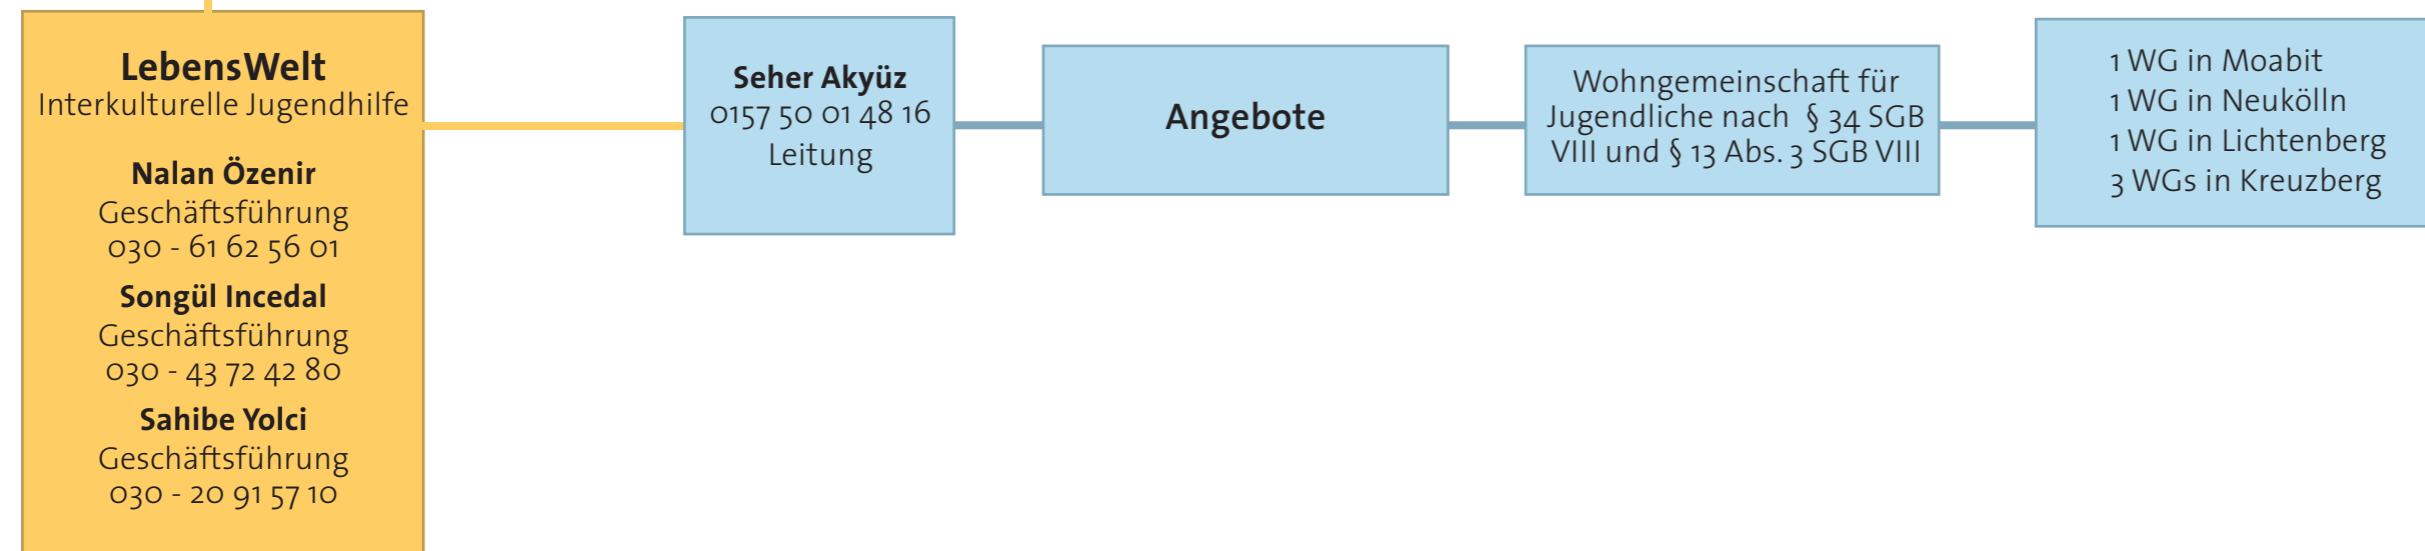 LebensWelt
Interkulturelle Jugendhilfe
Nalan Özenir
Geschäftsführung
030 - 61 62 56 01
Songül Incedal
Geschäftsführung
030 - 43 72 42 80
Sahibe Yolci
Geschäftsführung
030 - 20 91 57 10
Seher Akyüz
0157 50 01 48 16
Leitung
Angebote
Wohngemeinschaft für
Jugendliche nach § 34 SGB
VIII und § 13 Abs. 3 SGB VIII
1 WG in Moabit
1 WG in Neukölln
1 WG in Lichtenberg
3 WGs in Kreuzberg